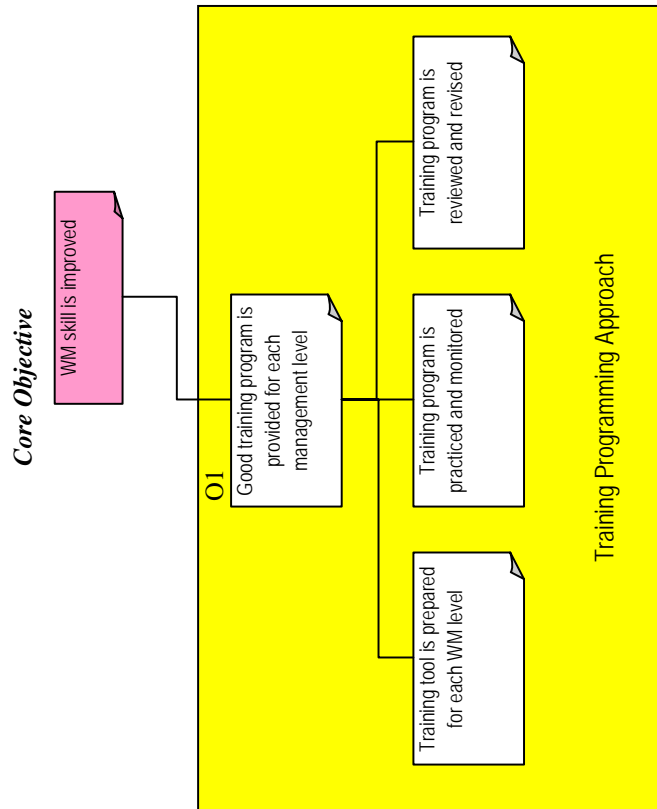 Core Objective
WM skill is improved
O1
Good training program is
provided for each
management level
Training tool is prepared
for each WM level
Training program is
practiced and monitored
Training program is
reviewed and revised
Training Programming Approach